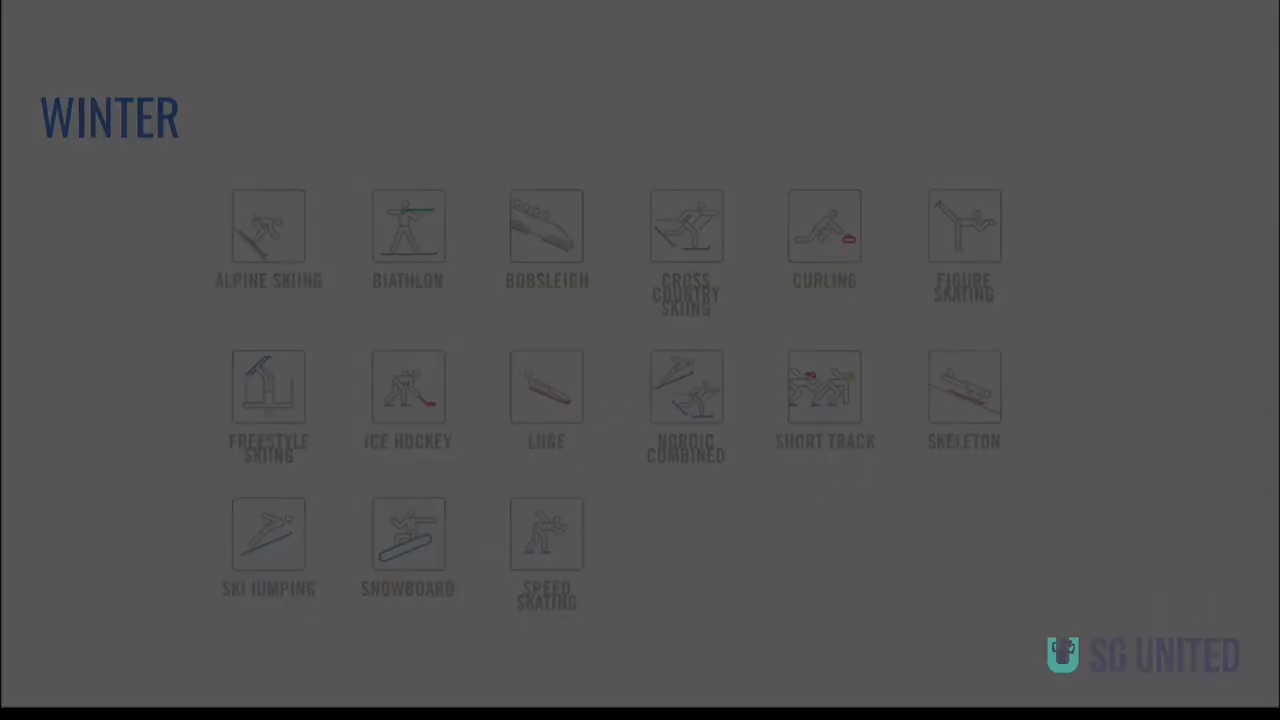 WINTER
ALPINE SKIING
BIATHLON
BOBSLEIGH
CROSS
COUNTRY
SKIING
CURLING
FIGURE
SKATING
FREESTYLE
SKIING
ICE HOCKEY
LUGE
NORDIC
COMBINED
SHORT TRACK
SKELETON
SKI JUMPING
SNOWBOARD
SPEED
SKATING
SG UNITED